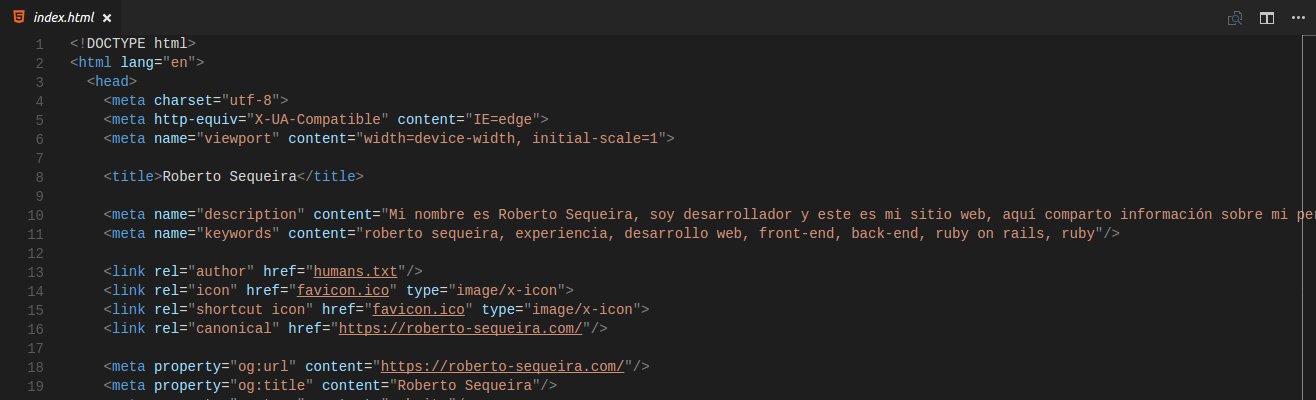 index.html
1 <!DOCTYPE html>
2 <html lang="en">
3 <head>
4 <meta charset="utf-8">
5 <meta http-equiv="X-UA-Compatible" content="IE=edge">
6 <meta name="viewport" content="width=device-width, initial-scale=1">
7
8 <title>Roberto Sequeira</title>
9
10 <meta name="description" content="Mi nombre es Roberto Sequeira, soy desarrollador y este es mi sitio web, aquí comparto información sobre mi
11 <meta name="keywords" content="roberto sequeira, experiencia, desarrollo web, front-end, back-end, ruby on rails, ruby"/>
12
13 <link rel="author" href="humans.txt"/>
14 <link rel="icon" href="favicon.ico" type="image/x-icon">
15 <link rel="shortcut icon" href="favicon.ico" type="image/x-icon">
16 <link rel="canonical" href="https://roberto-sequeira.com/"/>
17
18 <meta property="og:url" content="https://roberto-sequeira.com/"/>
19 <meta property="og:title" content="Roberto Sequeira"/>